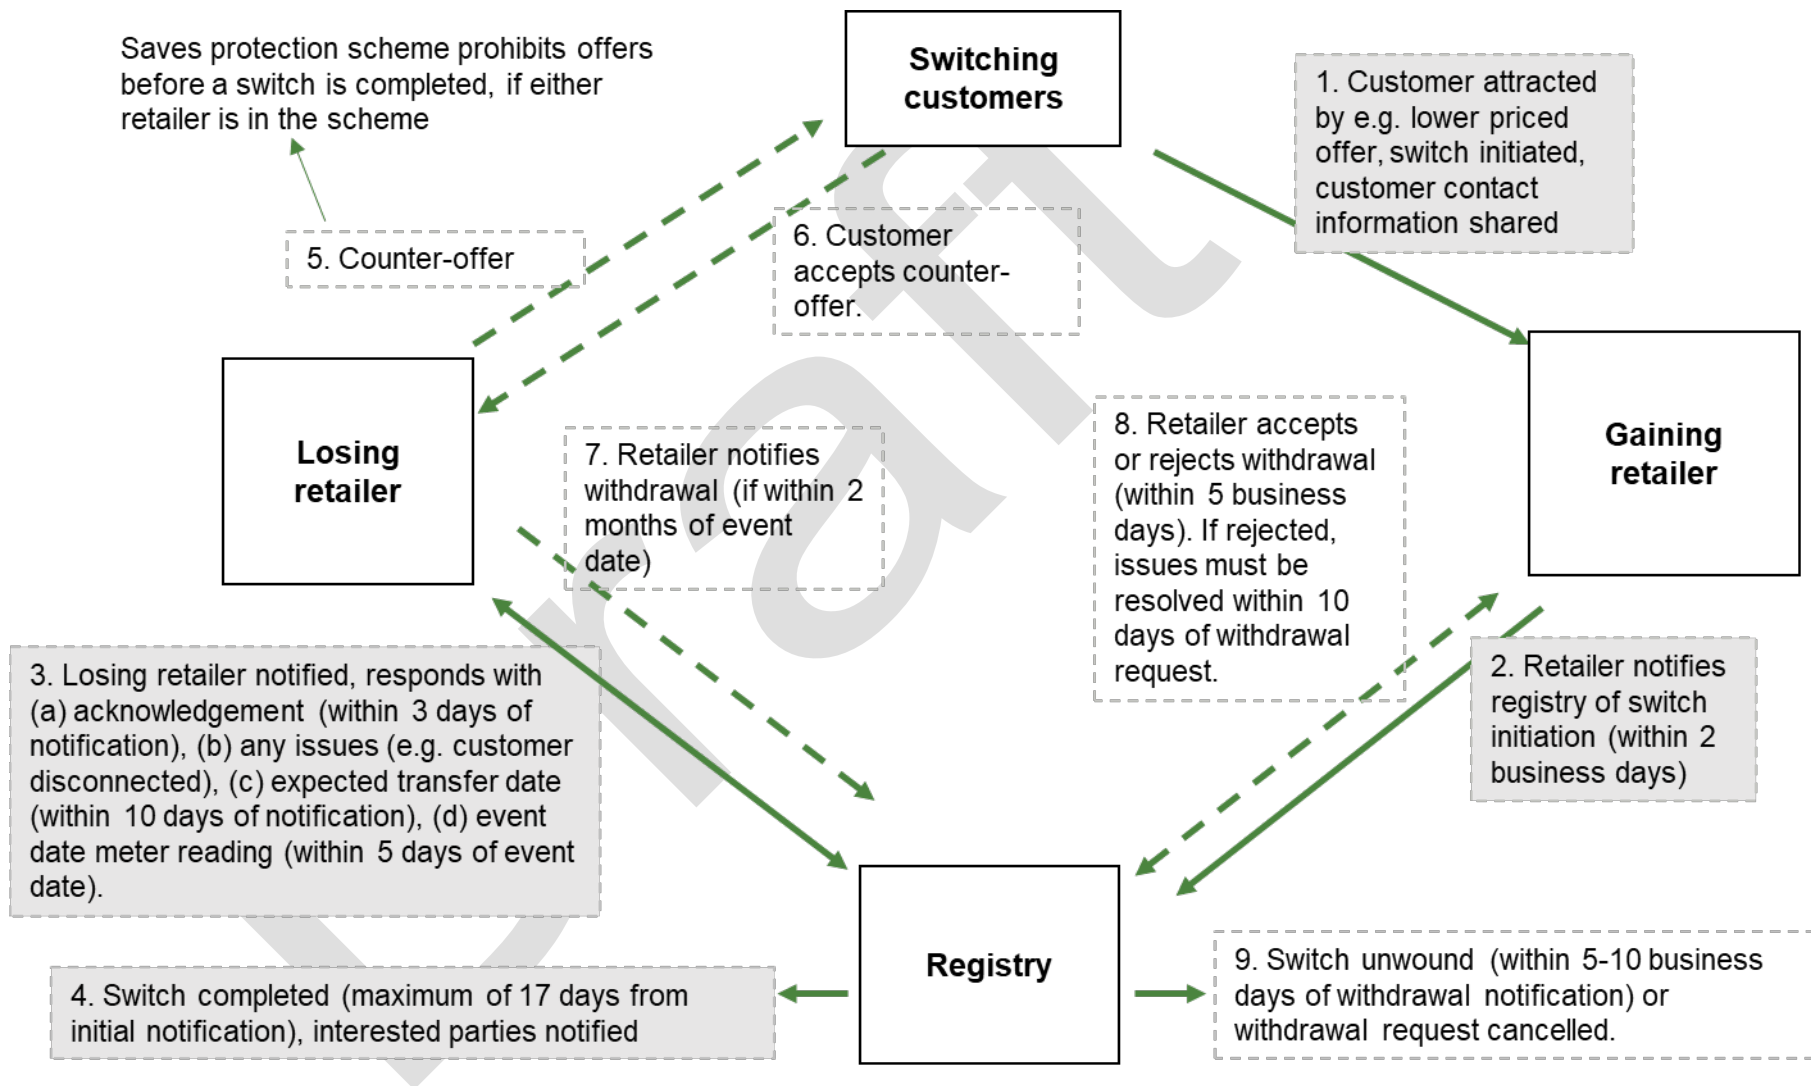 Saves protection scheme prohibits offers
before a switch is completed, if either
retailer is in the scheme
Switching
customers
1. Customer attracted
by e.g. lower priced
offer, switch initiated,
customer contact
information shared
5. Counter-offer
6. Customer
accepts counter-
offer.
Losing
retailer
7. Retailer notifies
withdrawal (if within 2
months of event
date)
8. Retailer accepts
or rejects withdrawal
(within 5 business
days). If rejected,
issues must be
resolved within 10
days of withdrawal
request.
Gaining
retailer
3. Losing retailer notified, responds with
(a) acknowledgement (within 3 days of
notification), (b) any issues (e.g. customer
disconnected), (c) expected transfer date
(within 10 days of notification), (d) event
date meter reading (within 5 days of event
date).
2. Retailer notifies
registry of switch
initiation (within 2
business days)
Registry
4. Switch completed (maximum of 17 days from
initial notification), interested parties notified
9. Switch unwound (within 5-10 business
days of withdrawal notification) or
withdrawal request cancelled.
Draft